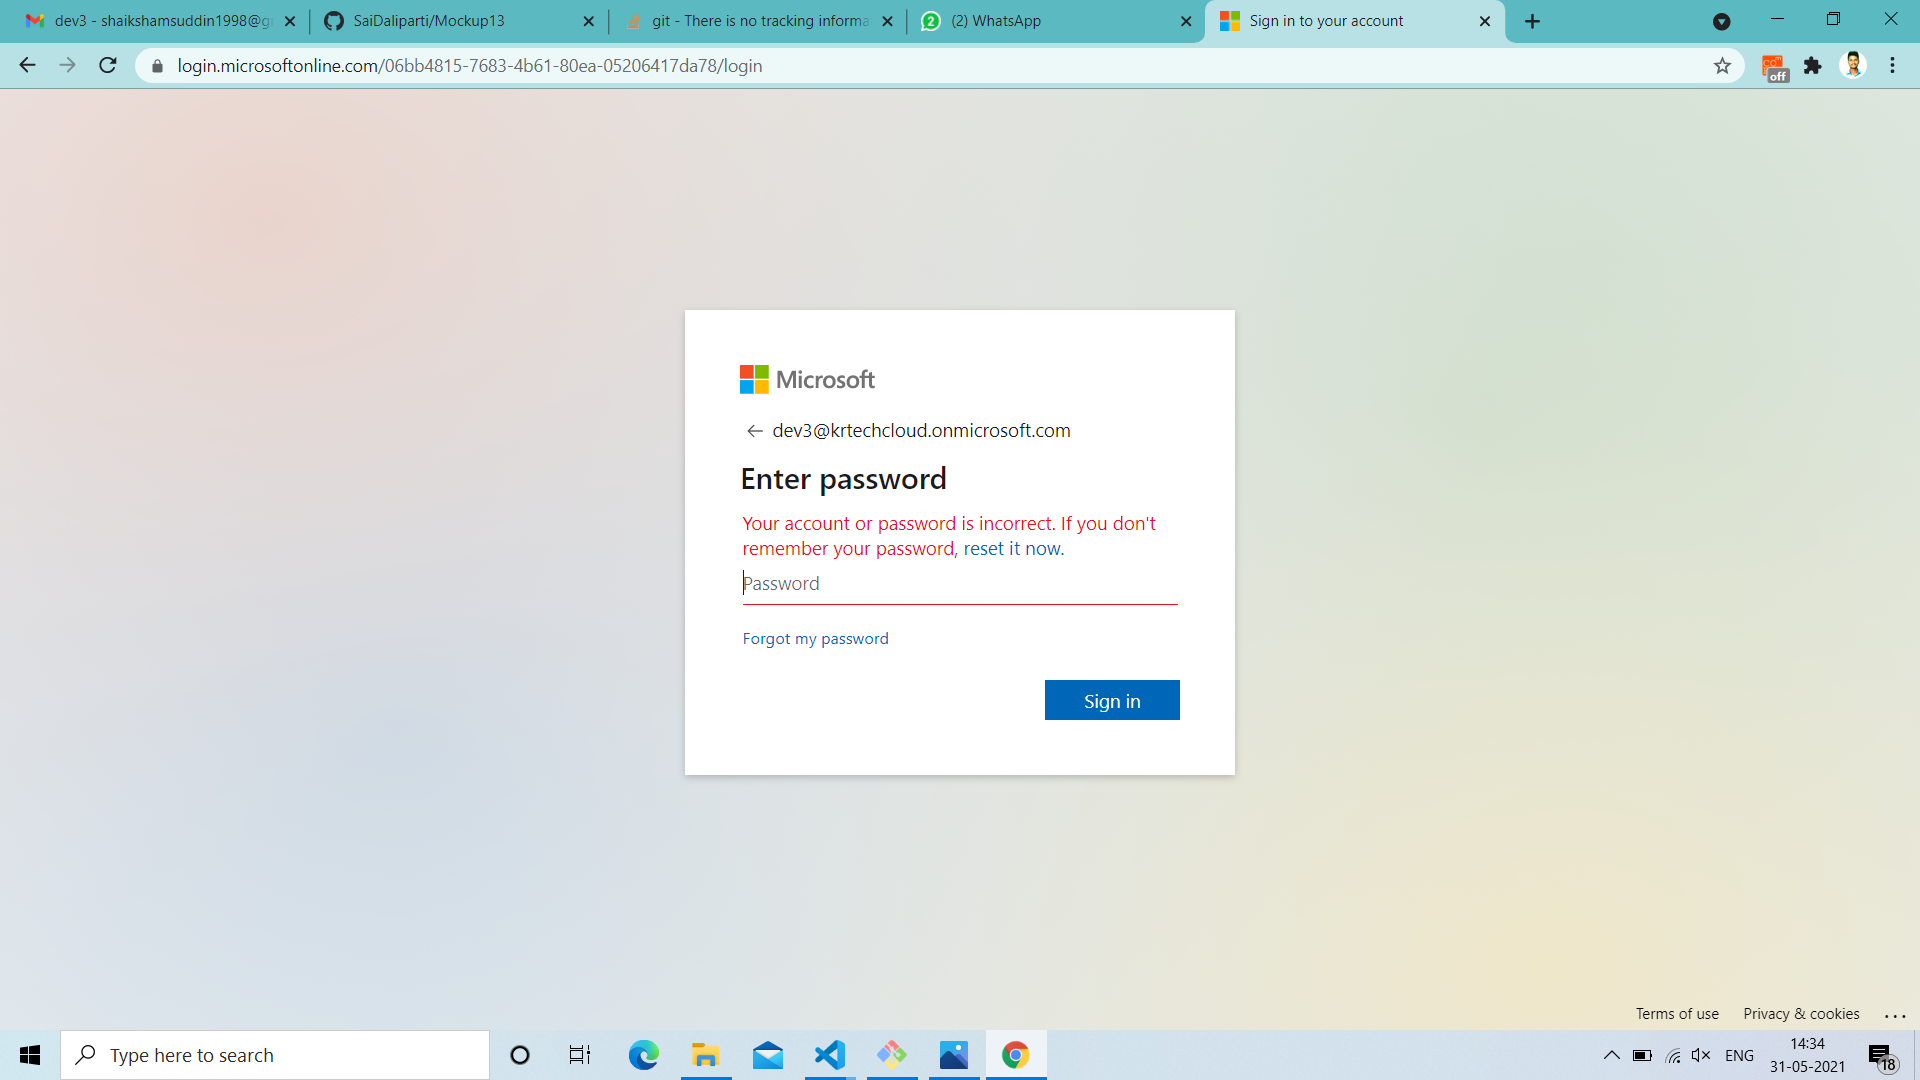 dev3 - shaikshamsuddin1998@g
SaiDaliparti/Mockup13
git - There is no tracking informa
(2) WhatsApp
Sign in to your account
login.microsoftonline.com/06bb4815-7683-4b61-80ea-05206417da78/login
off
Microsoft
dev3@krtechcloud.onmicrosoft.com
Enter password
Your account or password is incorrect. If you don't
remember your password, reset it now.
Password
Forgot my password
Sign in
Terms of use
Privacy & cookies
...
Type here to search
ENG
14:34
31-05-2021
18